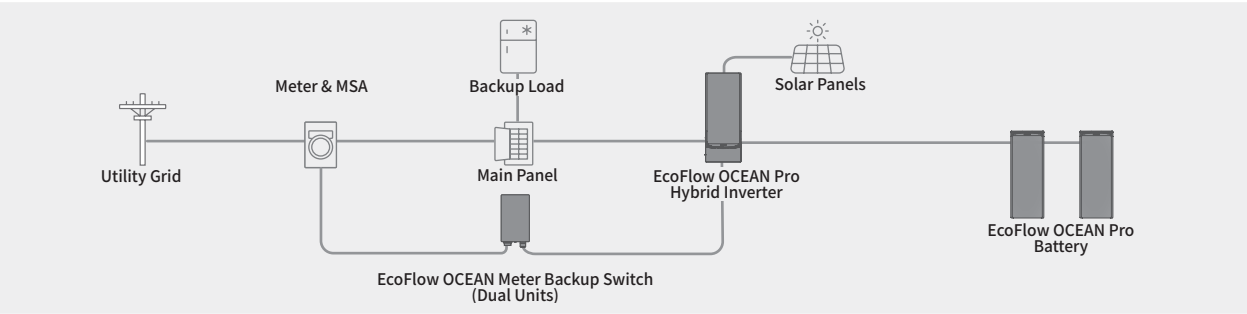 Meter & MSA
Backup Load
Solar Panels
Utility Grid
Main Panel
EcoFlow OCEAN Pro
Hybrid Inverter
EcoFlow OCEAN Pro
Battery
EcoFlow OCEAN Meter Backup Switch
(Dual Units)